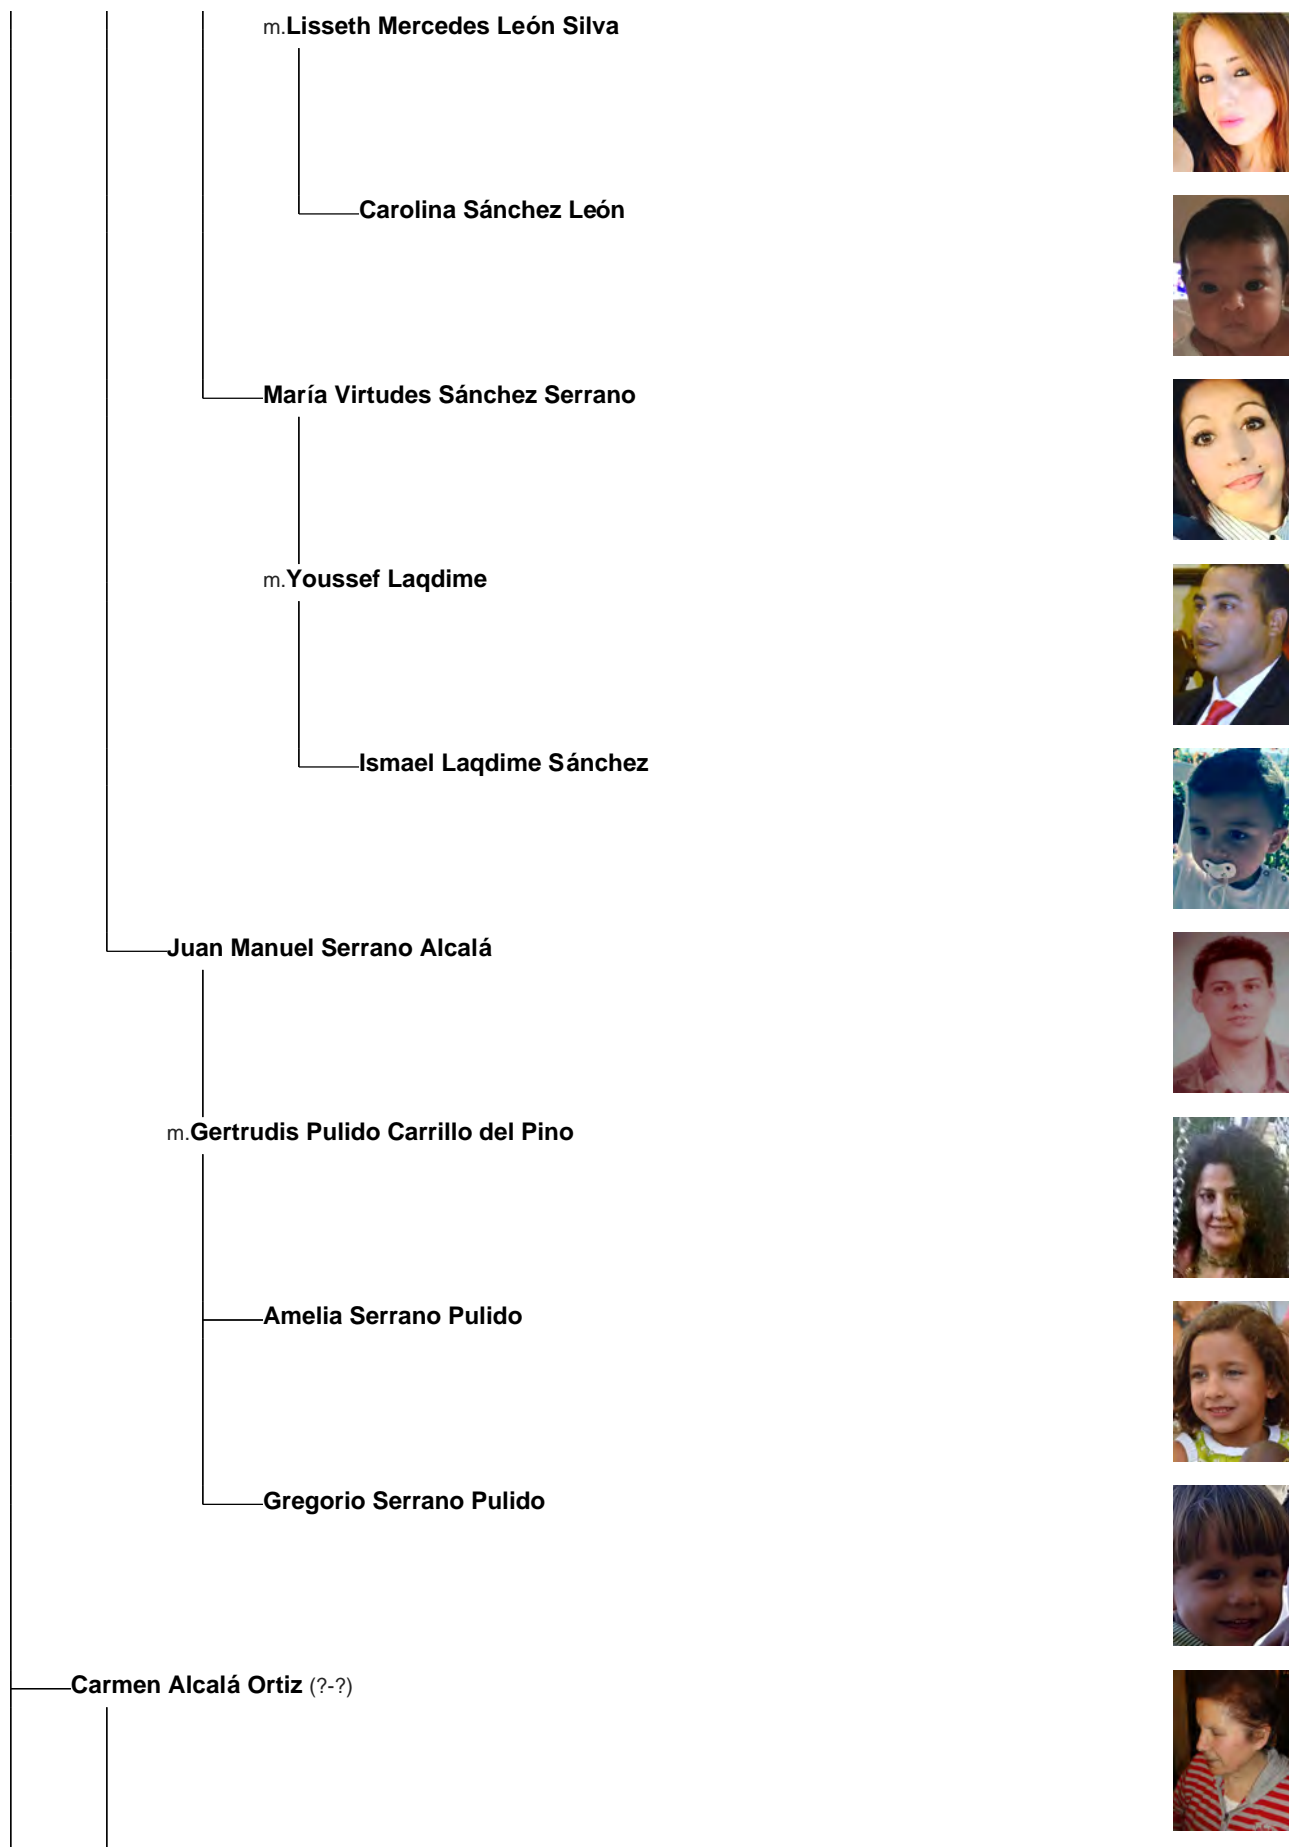 m.Lisseth Mercedes León Silva
Carolina Sánchez León
María Virtudes Sánchez Serrano
m.Youssef Laqdime
Ismael Laqdime Sánchez
Juan Manuel Serrano Alcalá
m.Gertrudis Pulido Carrillo del Pino
Amelia Serrano Pulido
Gregorio Serrano Pulido
Carmen Alcalá Ortiz (?-?)